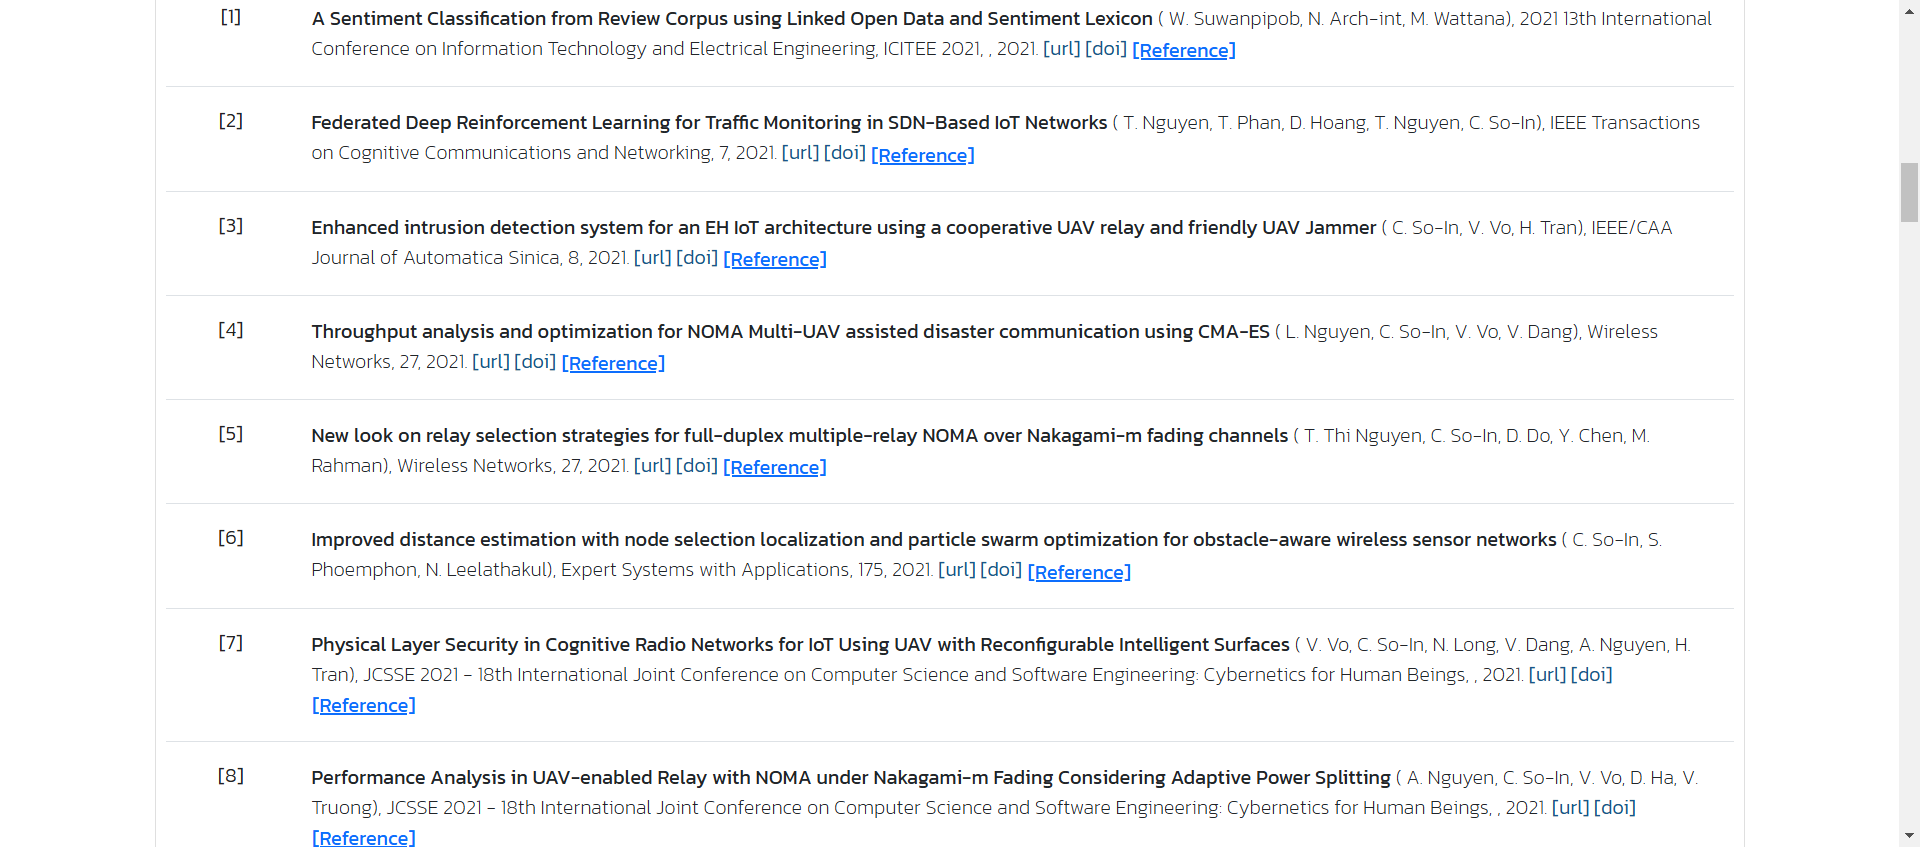 [1] A Sentiment Classification from Review Corpus using Linked Open Data and Sentiment Lexicon ( W. Suwanpipob, N. Arch-int, M. Wattana), 2021 13th International
Conference on Information Technology and Electrical Engineering, ICITEE 2021, , 2021. [url] [doi] [Reference]
[2] Federated Deep Reinforcement Learning for Traffic Monitoring in SDN-Based IoT Networks ( T. Nguyen, T. Phan, D. Hoang, T. Nguyen, C. So-In), IEEE Transactions
on Cognitive Communications and Networking, 7, 2021. [url] [doi] [Reference]
[3] Enhanced intrusion detection system for an EH IoT architecture using a cooperative UAV relay and friendly UAV Jammer ( C. So-In, V. Vo, H. Tran), IEEE/CAA
Journal of Automatica Sinica, 8, 2021. [url] [doi] [Reference]
[4] Throughput analysis and optimization for NOMA Multi-UAV assisted disaster communication using CMA-ES ( L. Nguyen, C. So-In, V. Vo, V. Dang), Wireless
Networks, 27, 2021. [url] [doi] [Reference]
[5] New look on relay selection strategies for full-duplex multiple-relay NOMA over Nakagami-m fading channels ( T. Thi Nguyen, C. So-In, D. Do, Y. Chen, M.
Rahman), Wireless Networks, 27, 2021. [url] [doi] [Reference]
[6] Improved distance estimation with node selection localization and particle swarm optimization for obstacle-aware wireless sensor networks ( C. So-In, S.
Phoemphon, N. Leelathakul), Expert Systems with Applications, 175, 2021. [url] [doi] [Reference]
[7] Physical Layer Security in Cognitive Radio Networks for IoT Using UAV with Reconfigurable Intelligent Surfaces ( V. Vo, C. So-In, N. Long, V. Dang, A. Nguyen, H.
Tran), JCSSE 2021 - 18th International Joint Conference on Computer Science and Software Engineering: Cybernetics for Human Beings, , 2021. [url] [doi]
[Reference]
[8] Performance Analysis in UAV-enabled Relay with NOMA under Nakagami-m Fading Considering Adaptive Power Splitting ( A. Nguyen, C. So-In, V. Vo, D. Ha, V.
Truong), JCSSE 2021 - 18th International Joint Conference on Computer Science and Software Engineering: Cybernetics for Human Beings, , 2021. [url] [doi]
[Reference]